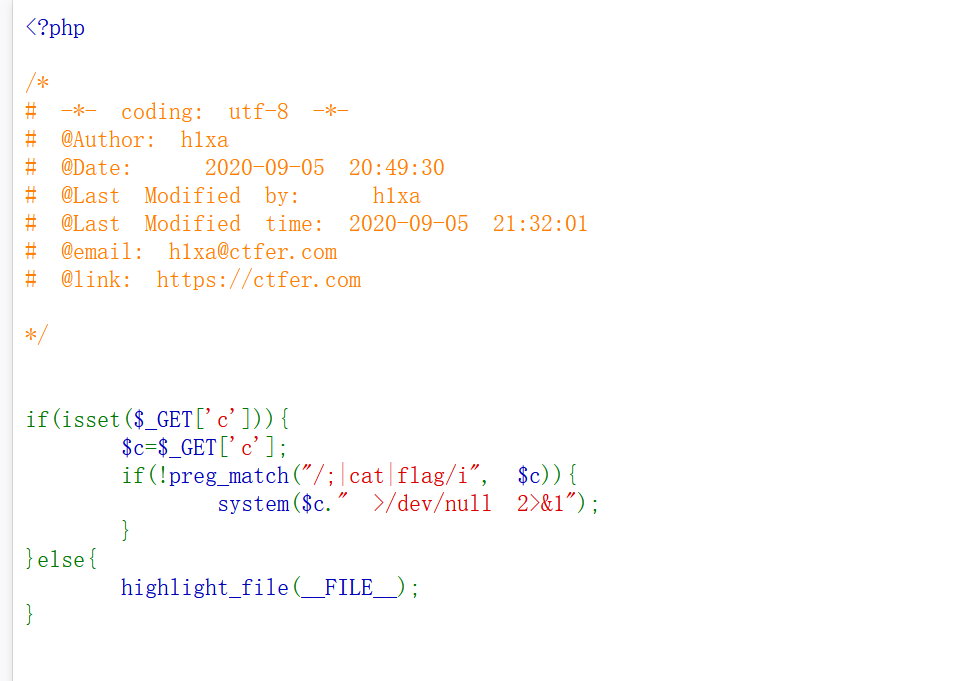 <?php
/*
# -*- coding: utf-8 -*-
# @Author: h1xa
# @Date: 2020-09-05 20:49:30
# @Last Modified by: h1xa
# @Last Modified time: 2020-09-05 21:32:01
# @email: h1xa@ctfer.com
# @link: https://ctfer.com
*/
if(isset($_GET['c'])){
$c=$_GET['c'];
if(!preg_match("/;|cat|flag/i", $c)){
system($c." >/dev/null 2>&1");
}
}else{
highlight_file(__FILE__);
}